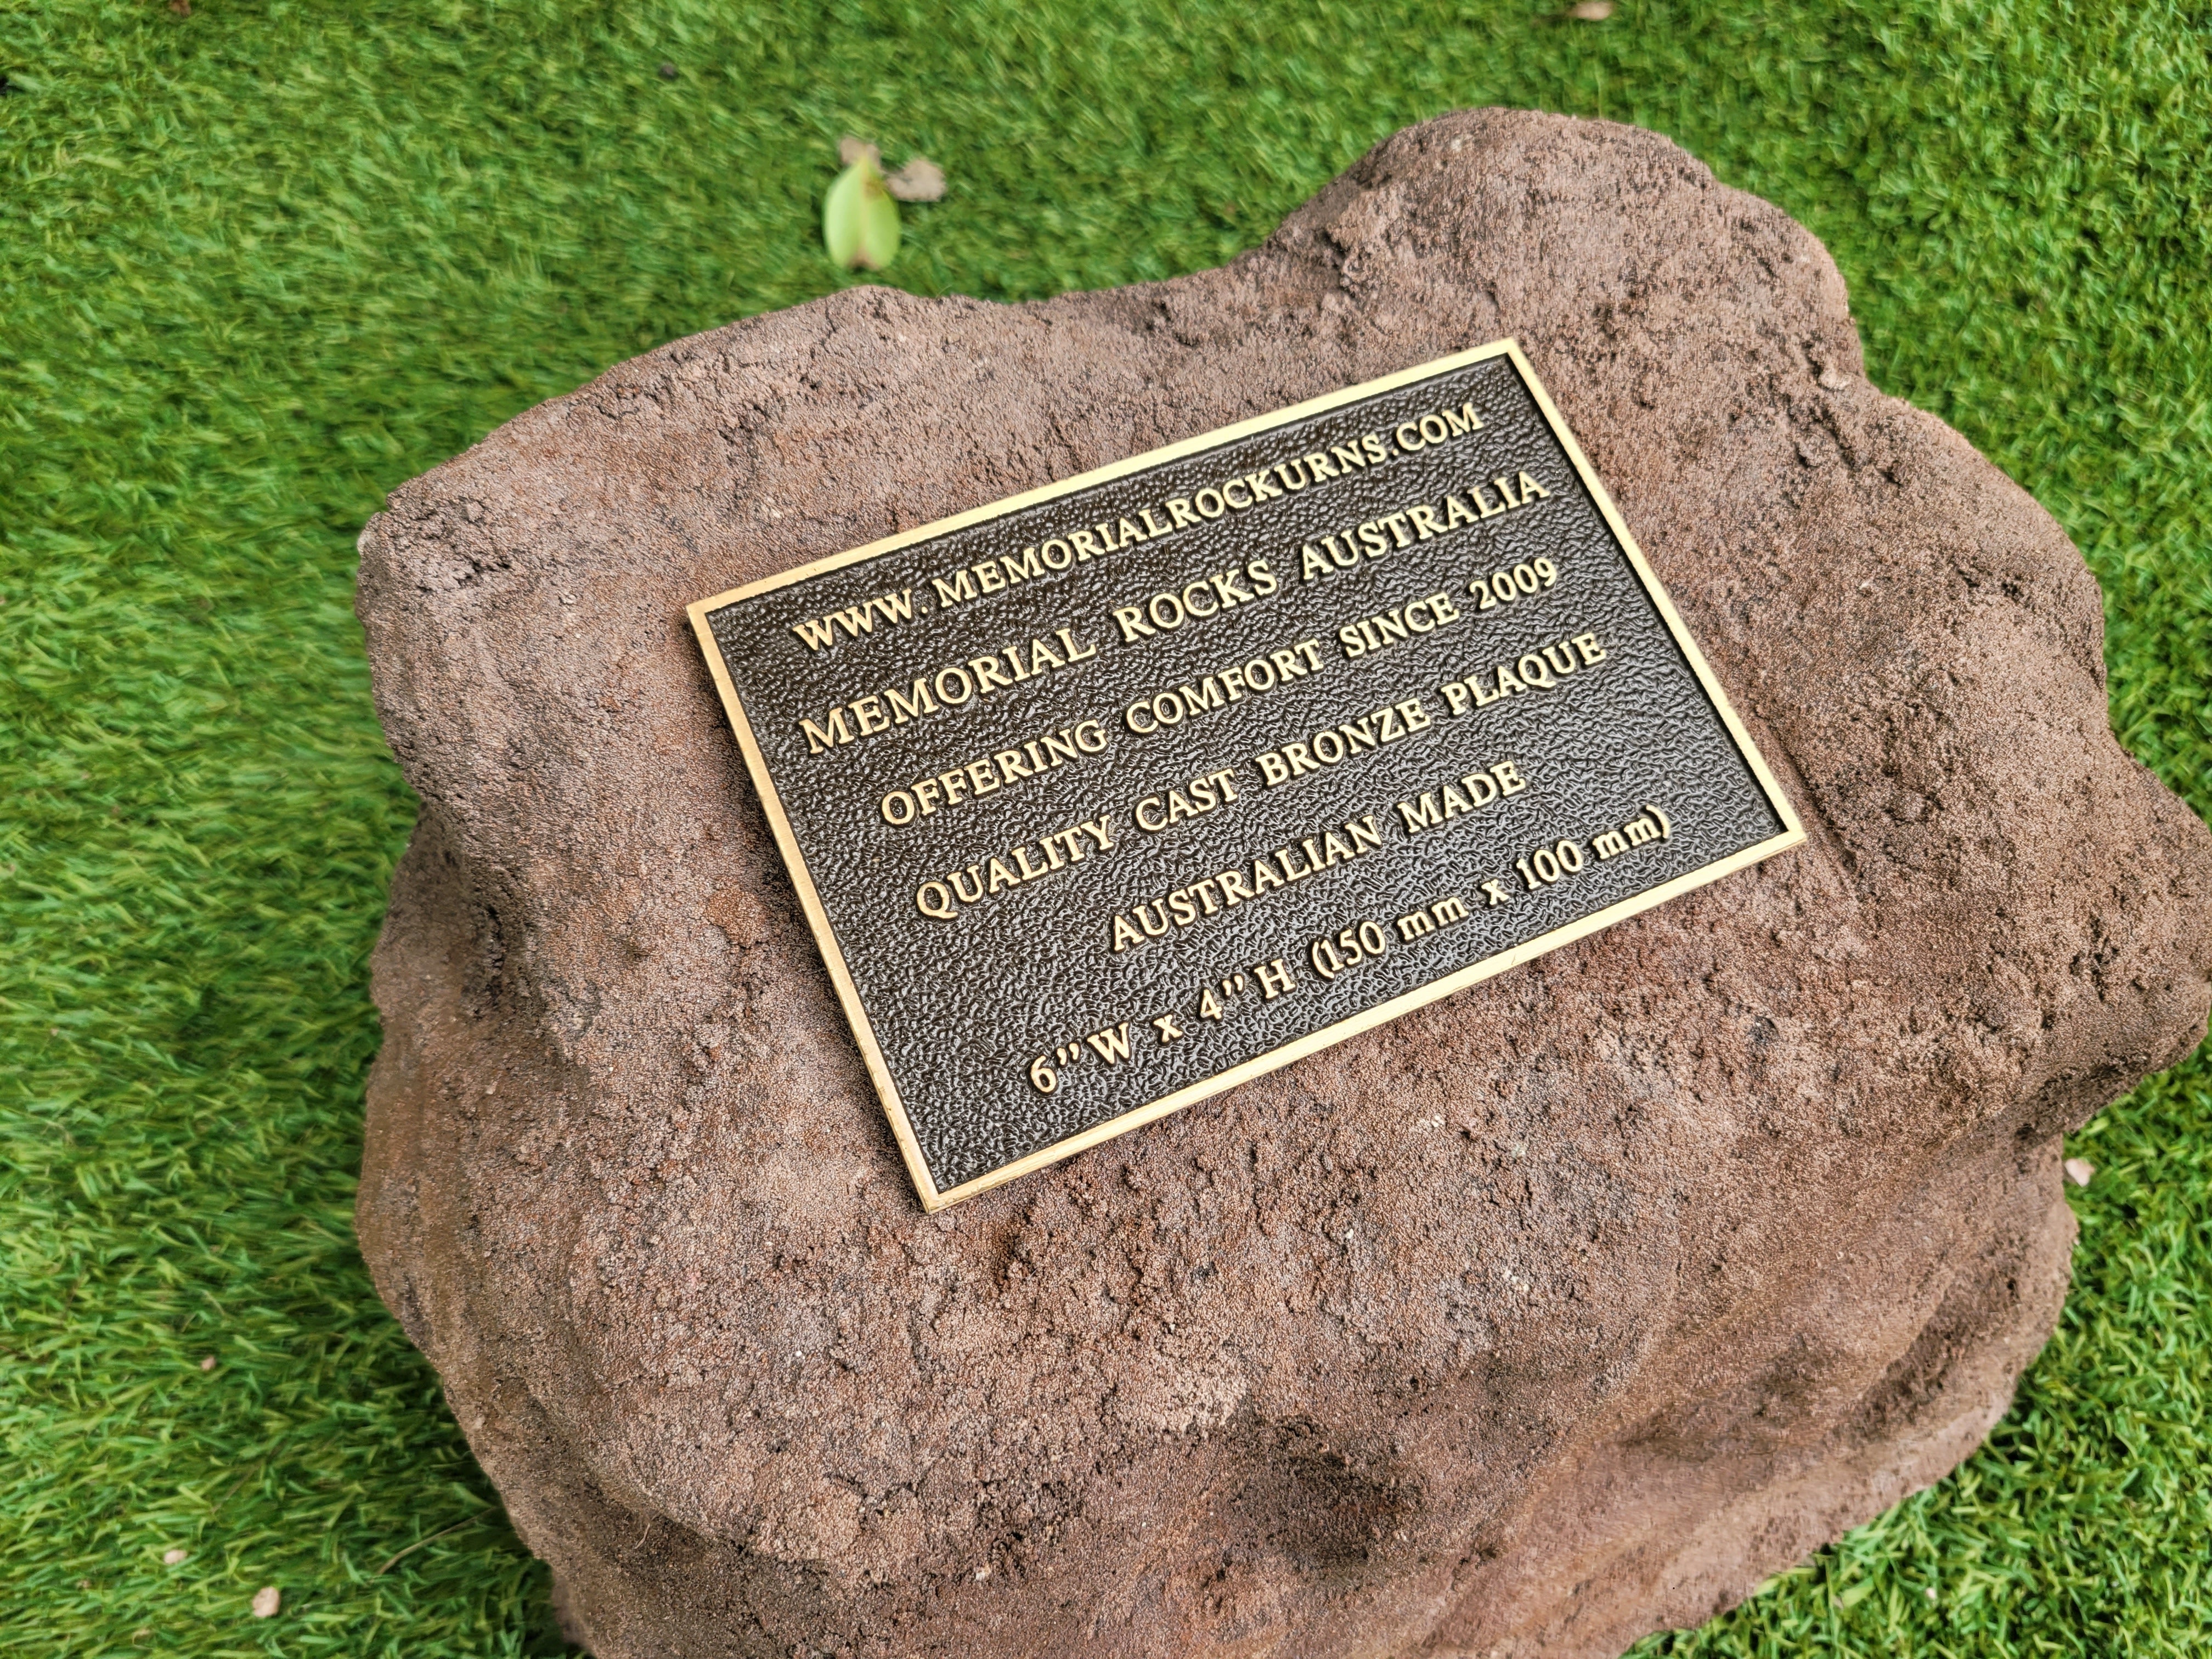 WWW.MEMORIALROCKURNS.COM
MEMORIAL ROCKS AUSTRALIA
OFFERING COMFORT SINCE 2009
QUALITY CAST BRONZE PLAQUE
AUSTRALIAN MADE
6” W x 4” H (150 mm x 100 mm)